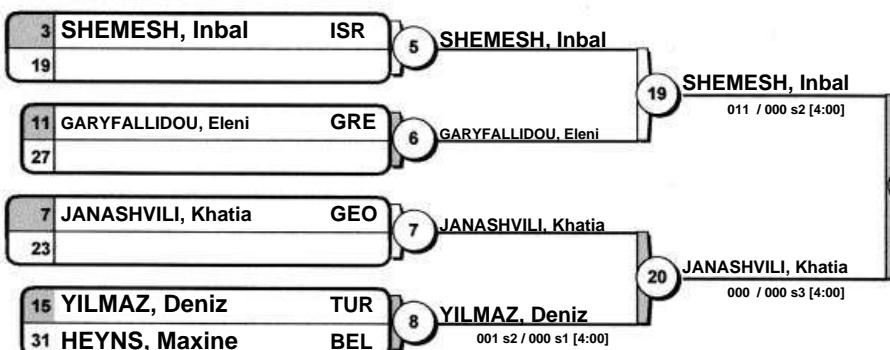 3 SHEMESH, Inbal ISR
19
5
SHEMESH, Inbal
11 GARYFALLIDOU, Eleni GRE
27
6
GARYFALLIDOU, Eleni
19
SHEMESH, Inbal
011 / 000 s2 [4:00]
7 JANASHVILI, Khatia GEO
23
7
JANASHVILI, Khatia
15 YILMAZ, Deniz TUR
31 HEYNS, Maxine BEL
8
YILMAZ, Deniz
001 s2 / 000 s1 [4:00]
20
JANASHVILI, Khatia
000 / 000 s3 [4:00]